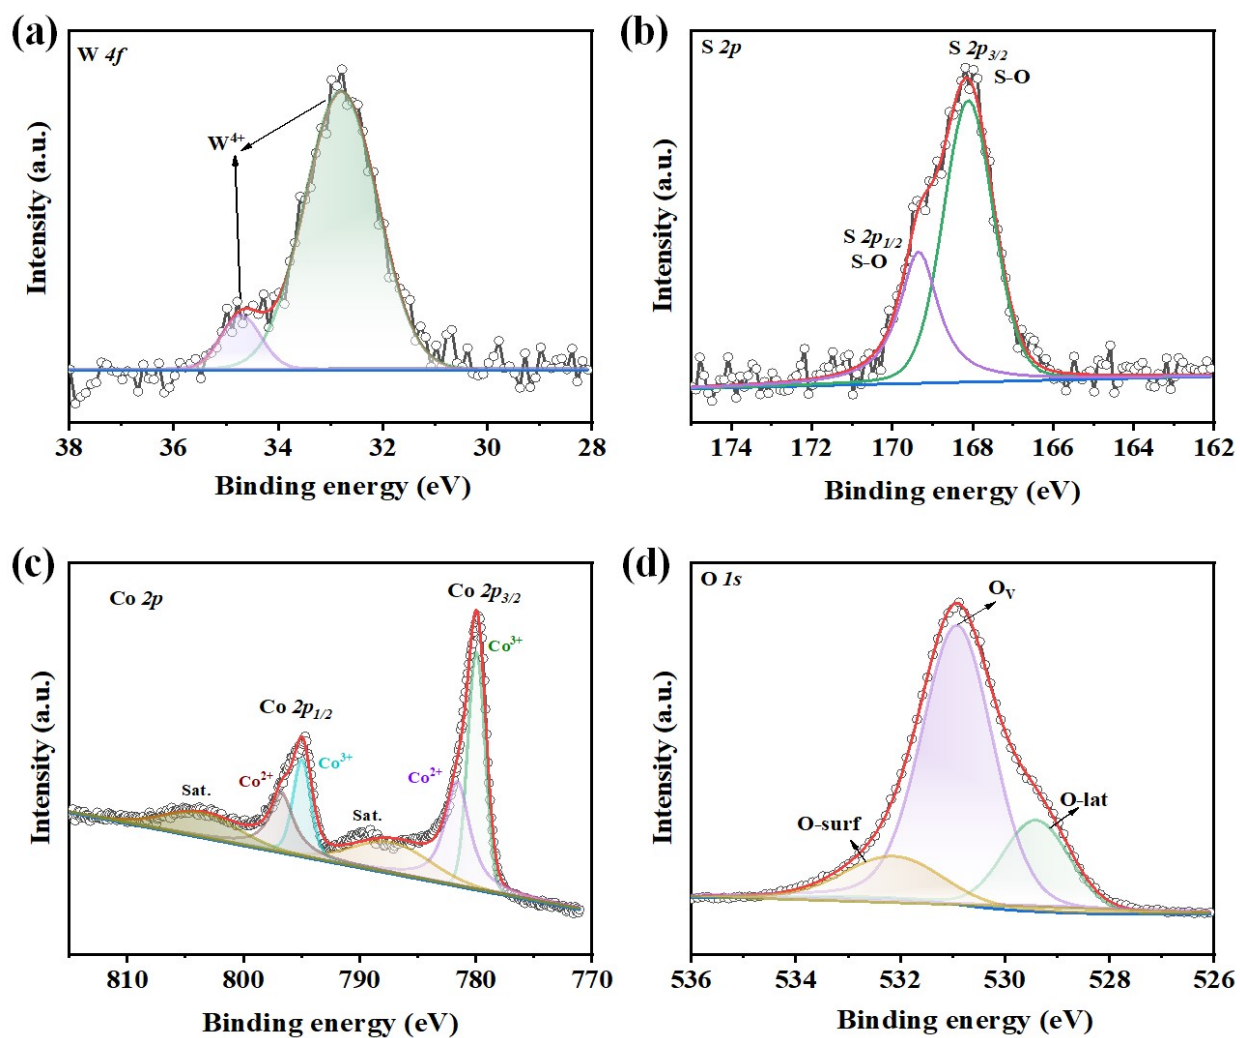 (a)
W 4f
W⁴⁺
Intensity (a.u.)
38 36 34 32 30 28
Binding energy (eV)
(b)
S 2p
S 2p₃/₂
S-O
S 2p₁/₂
S-O
Intensity (a.u.)
174 172 170 168 166 164 162
Binding energy (eV)
(c)
Co 2p
Co 2p₃/₂
Co³⁺
Co 2p₁/₂
Co²⁺
Co³⁺
Co²⁺
Sat.
Sat.
Intensity (a.u.)
810 800 790 780 770
Binding energy (eV)
(d)
O 1s
Oᵥ
O-lat
O-surf
Intensity (a.u.)
536 534 532 530 528 526
Binding energy (eV)